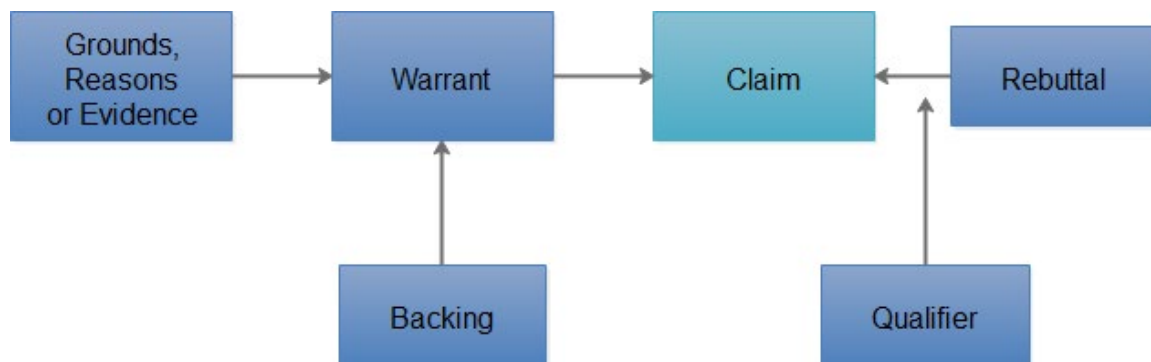 Grounds,
Reasons
or Evidence
Warrant
Claim
Rebuttal
Backing
Qualifier